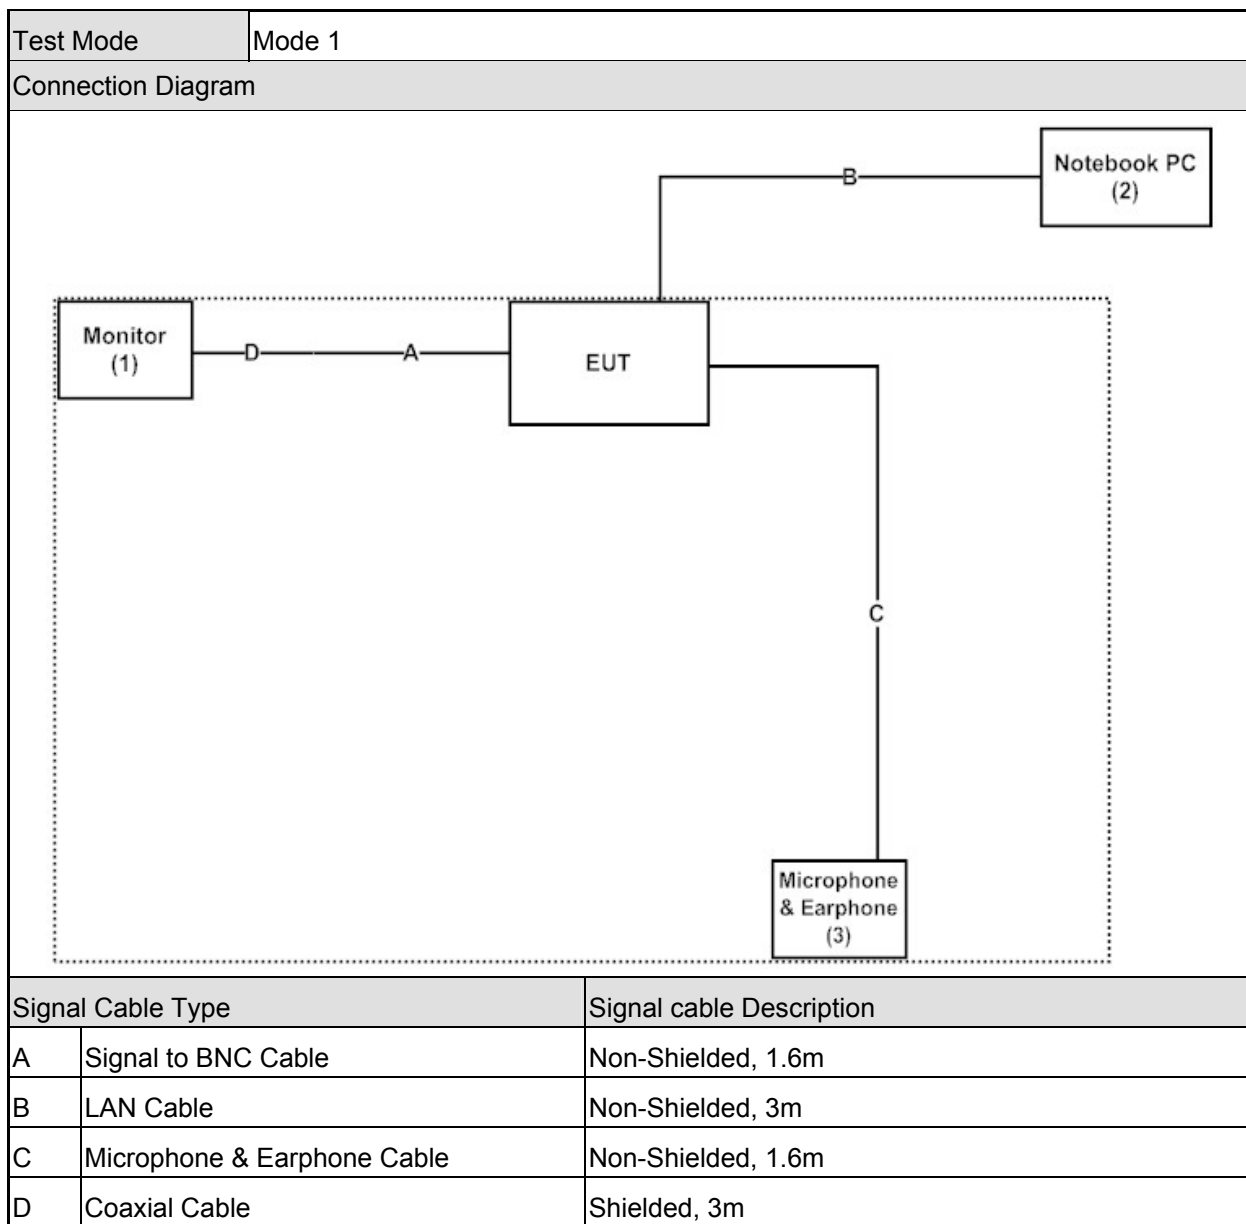 Test Mode Mode 1
Connection Diagram
Notebook PC
(2)
B
Monitor
(1)
D A
EUT
C
Microphone
& Earphone
(3)
Signal Cable Type Signal cable Description
A Signal to BNC Cable Non-Shielded, 1.6m
B LAN Cable Non-Shielded, 3m
C Microphone & Earphone Cable Non-Shielded, 1.6m
D Coaxial Cable Shielded, 3m